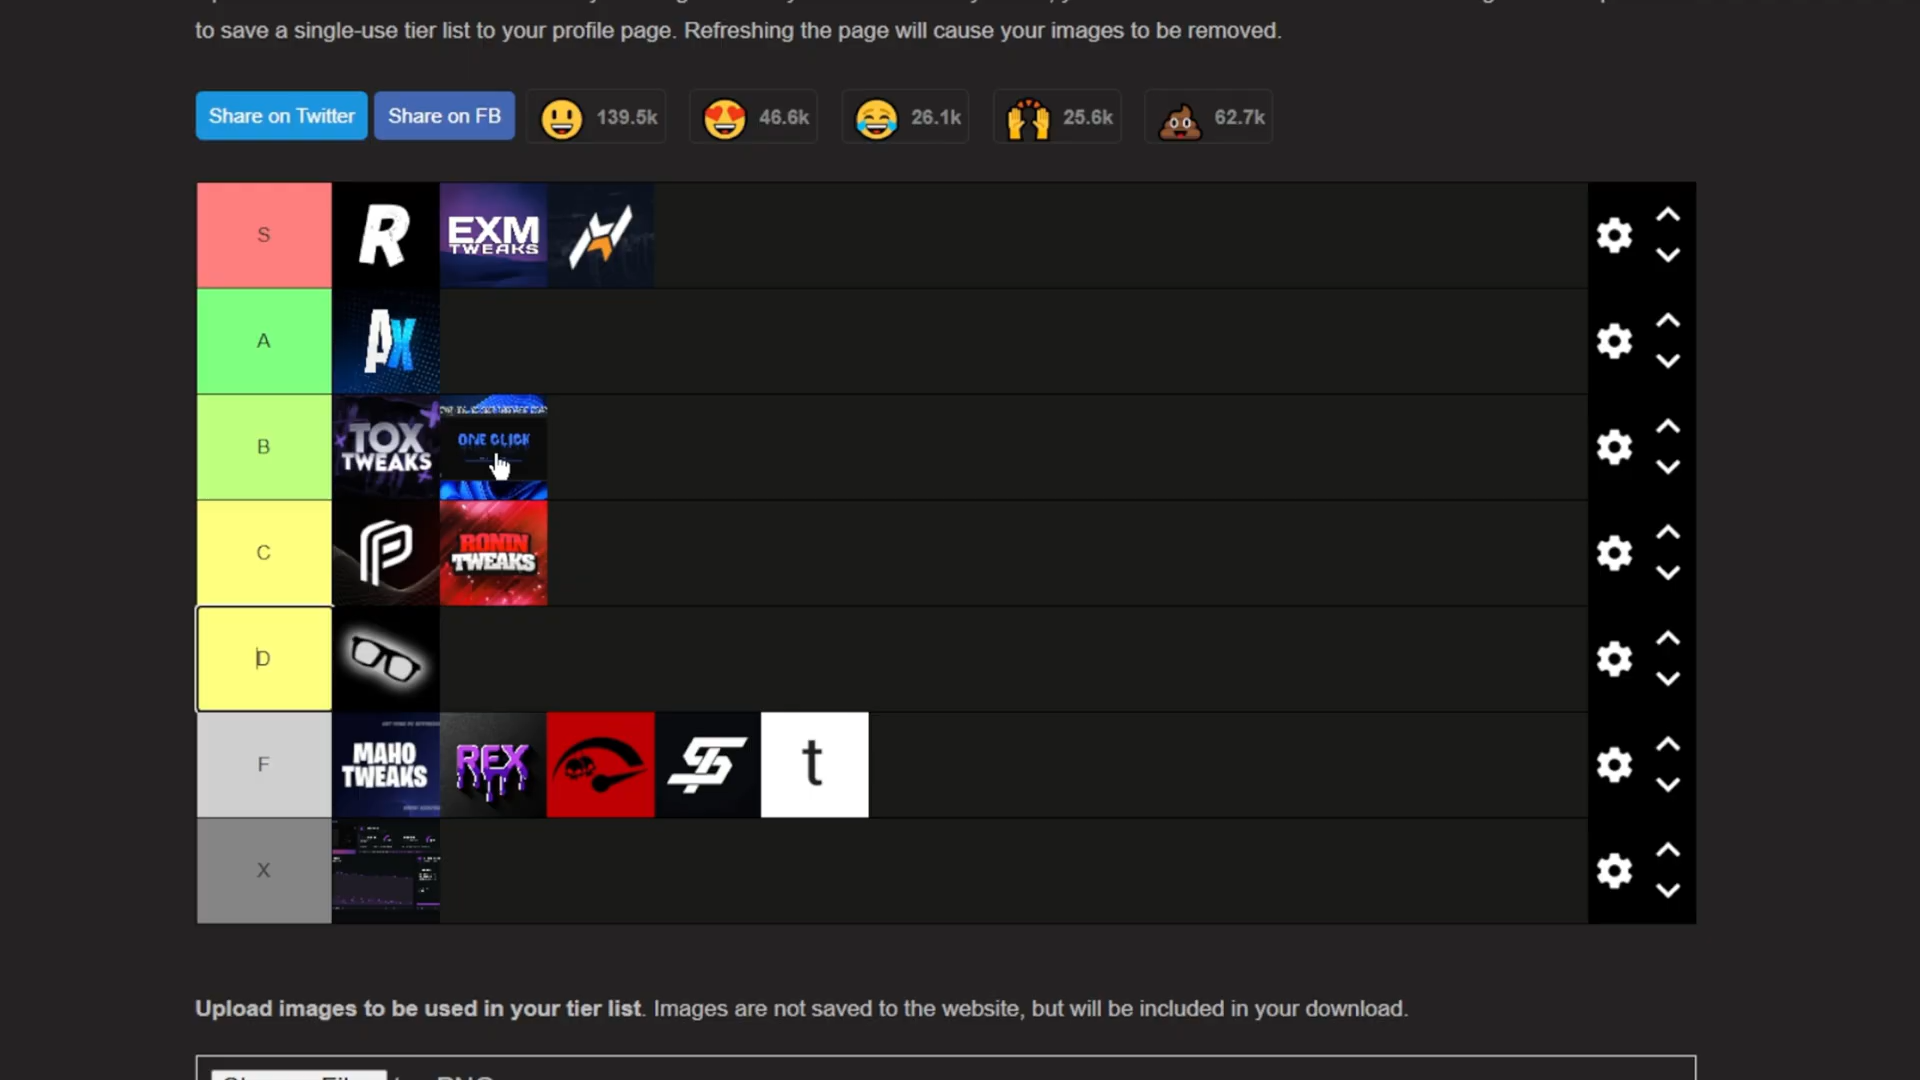 to save a single-use tier list to your profile page. Refreshing the page will cause your images to be removed.
Share on Twitter
Share on FB
139.5k
46.6k
26.1k
25.6k
62.7k
S
R
EXM
TWEAKS
A
AX
B
TOX
TWEAKS
ONE CLICK
C
P
RONIN
TWEAKS
D
F
MAHO
TWEAKS
REX
t
X
Upload images to be used in your tier list. Images are not saved to the website, but will be included in your download.